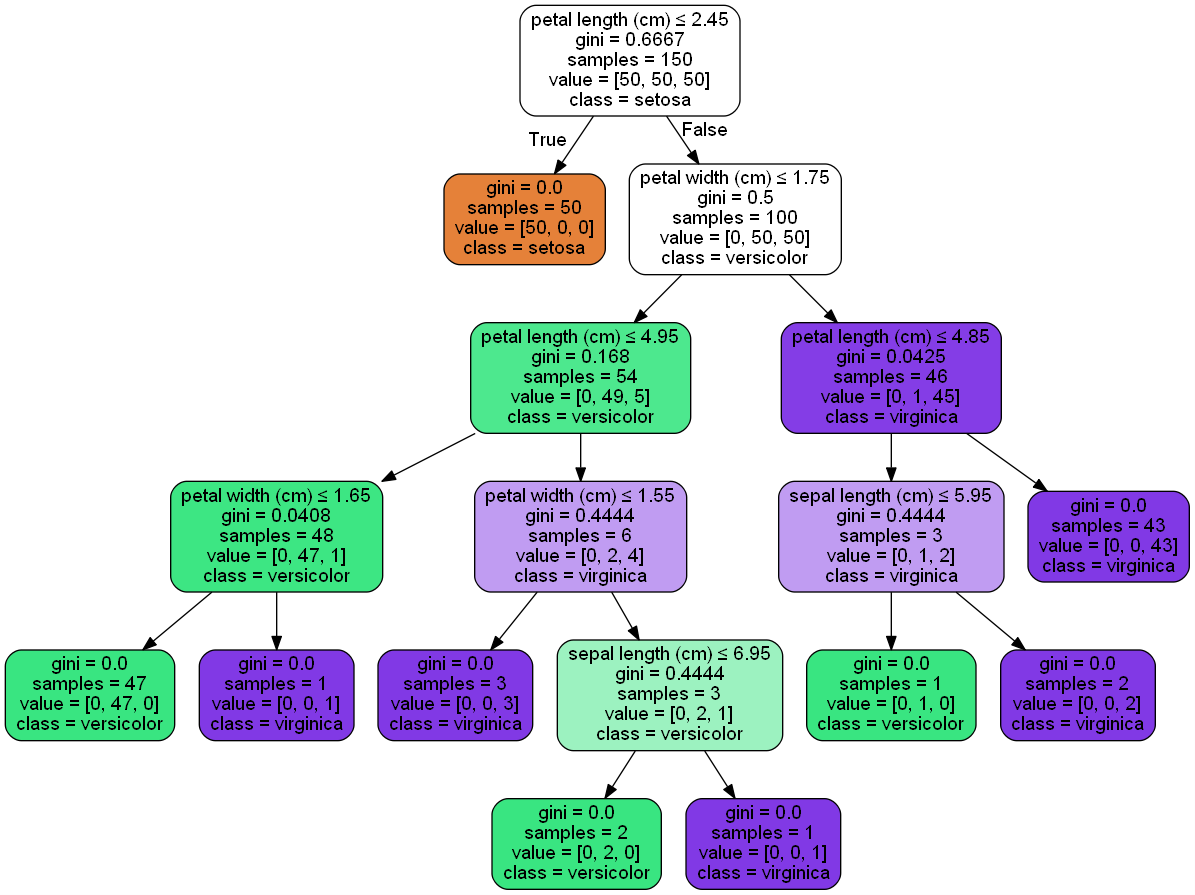 petal length (cm) ≤ 2.45
gini = 0.6667
samples = 150
value = [50, 50, 50]
class = setosa
True
False
gini = 0.0
samples = 50
value = [50, 0, 0]
class = setosa
petal width (cm) ≤ 1.75
gini = 0.5
samples = 100
value = [0, 50, 50]
class = versicolor
petal length (cm) ≤ 4.95
gini = 0.168
samples = 54
value = [0, 49, 5]
class = versicolor
petal length (cm) ≤ 4.85
gini = 0.0425
samples = 46
value = [0, 1, 45]
class = virginica
petal width (cm) ≤ 1.65
gini = 0.0408
samples = 48
value = [0, 47, 1]
class = versicolor
petal width (cm) ≤ 1.55
gini = 0.4444
samples = 6
value = [0, 2, 4]
class = virginica
sepal length (cm) ≤ 5.95
gini = 0.4444
samples = 3
value = [0, 1, 2]
class = virginica
gini = 0.0
samples = 43
value = [0, 0, 43]
class = virginica
gini = 0.0
samples = 47
value = [0, 47, 0]
class = versicolor
gini = 0.0
samples = 1
value = [0, 0, 1]
class = virginica
gini = 0.0
samples = 3
value = [0, 0, 3]
class = virginica
sepal length (cm) ≤ 6.95
gini = 0.4444
samples = 3
value = [0, 2, 1]
class = versicolor
gini = 0.0
samples = 1
value = [0, 1, 0]
class = versicolor
gini = 0.0
samples = 2
value = [0, 0, 2]
class = virginica
gini = 0.0
samples = 2
value = [0, 2, 0]
class = versicolor
gini = 0.0
samples = 1
value = [0, 0, 1]
class = virginica